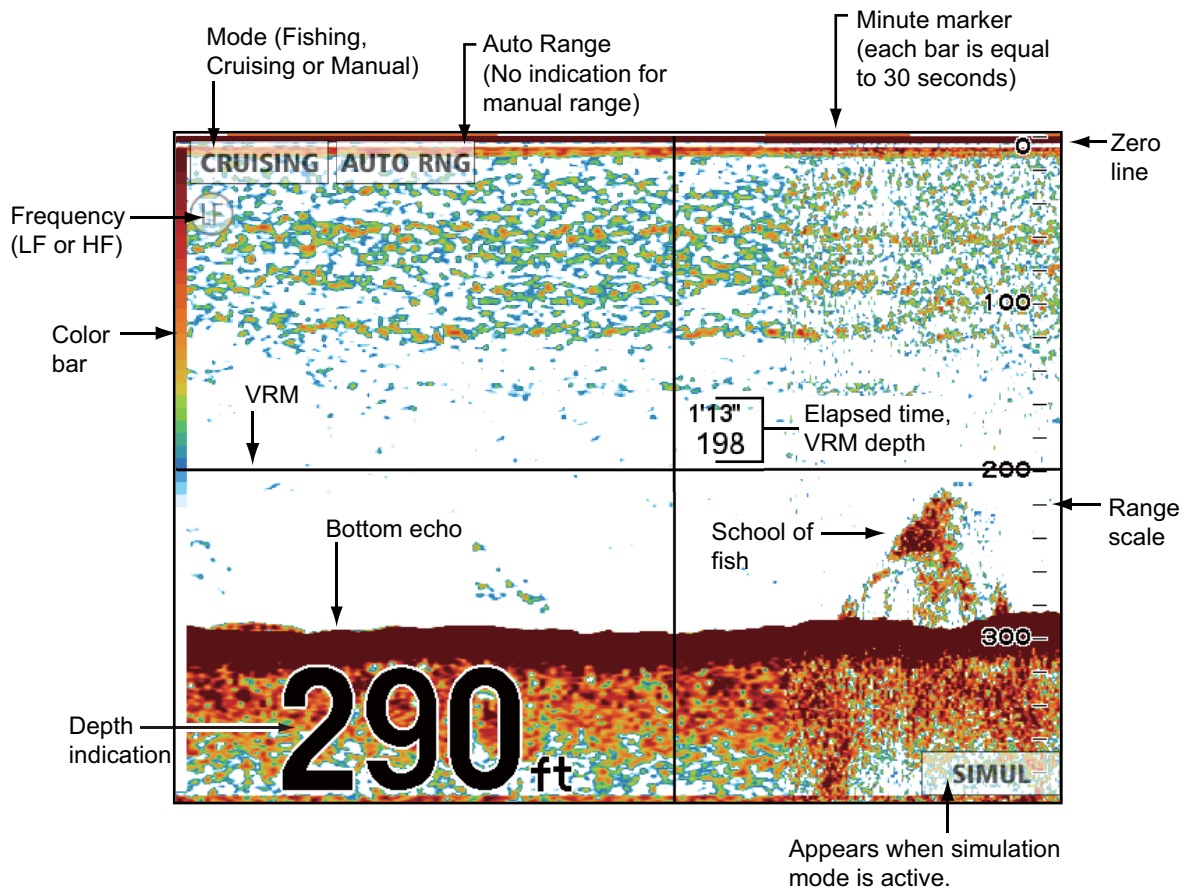 Mode (Fishing,
Cruising or Manual)
Auto Range
(No indication for
manual range)
Minute marker
(each bar is equal
to 30 seconds)
CRUISING
AUTO RNG
0
Zero
line
Frequency
(LF or HF)
LF
100
Color
bar
VRM
1'13"
198
Elapsed time,
VRM depth
200
Range
scale
Bottom echo
School of
fish
300
290 ft
Depth
indication
SIMUL
Appears when simulation
mode is active.